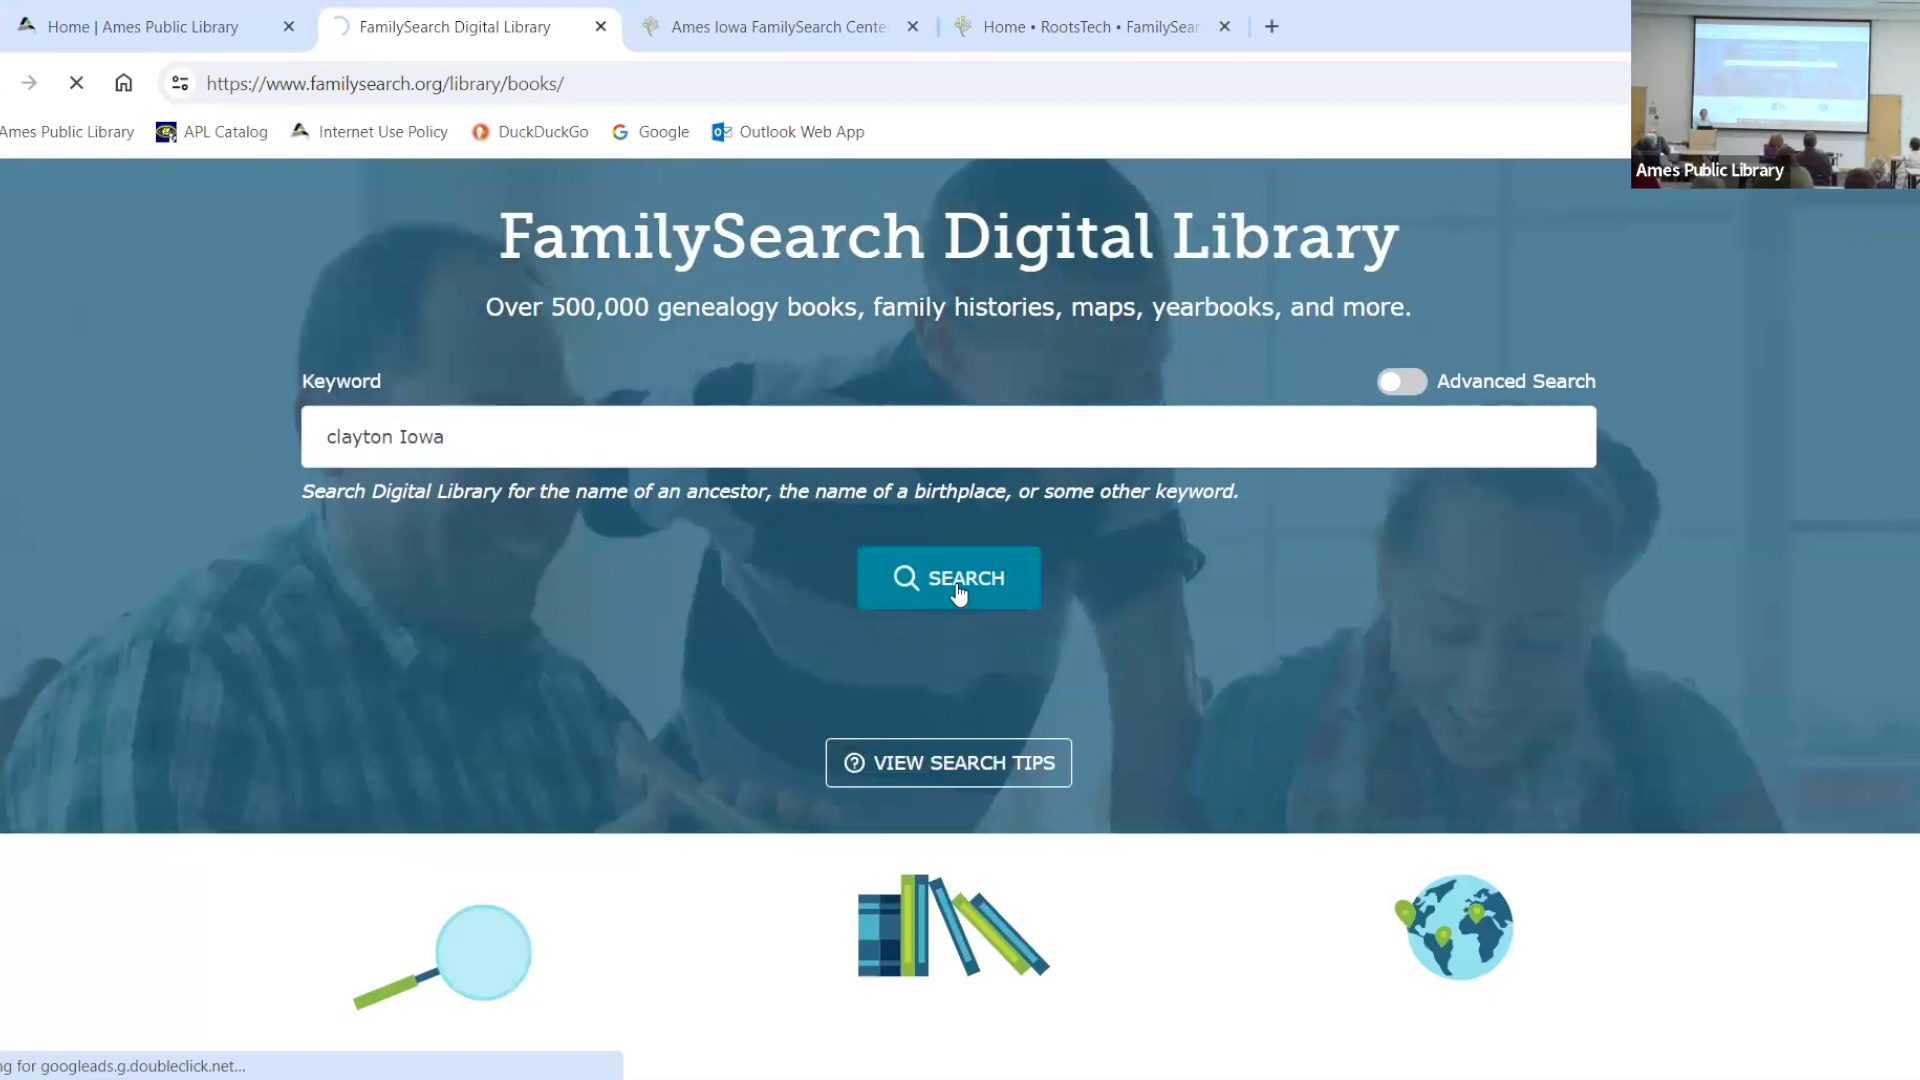 Home | Ames Public Library
FamilySearch Digital Library
Ames Iowa FamilySearch Cente
Home • RootsTech • FamilySear
https://www.familysearch.org/library/books/
Ames Public Library
APL Catalog
Internet Use Policy
DuckDuckGo
Google
Outlook Web App
Ames Public Library
FamilySearch Digital Library
Over 500,000 genealogy books, family histories, maps, yearbooks, and more.
Keyword
Advanced Search
clayton Iowa
Search Digital Library for the name of an ancestor, the name of a birthplace, or some other keyword.
SEARCH
VIEW SEARCH TIPS
ng for googleads.g.doubleclick.net...